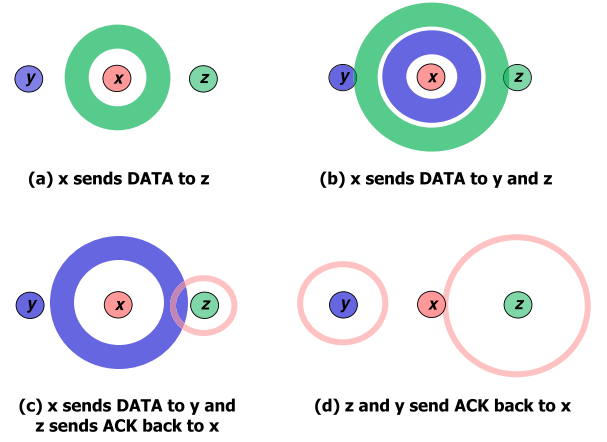 y x z y x z
(a) x sends DATA to z (b) x sends DATA to y and z
y x z y x z
(c) x sends DATA to y and (d) z and y send ACK back to x
z sends ACK back to x